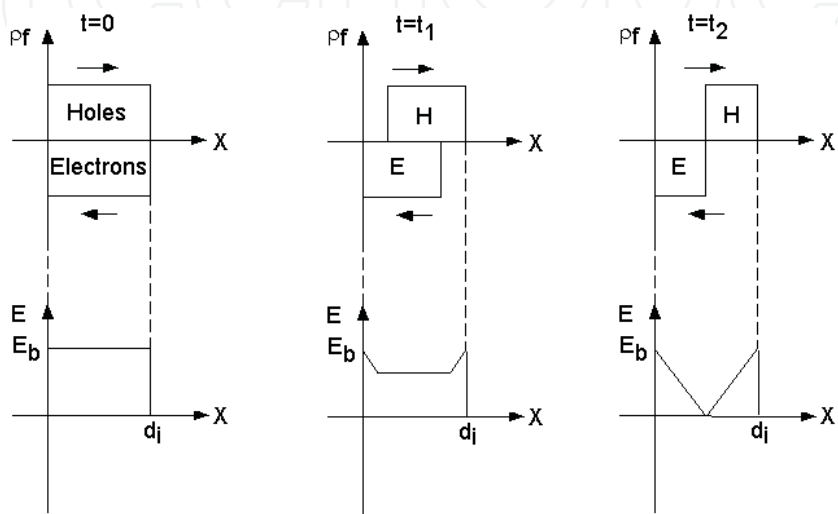 t=0
ρf
Holes
X
Electrons
E
Eb
X
di
t=t1
ρf
H
X
E
E
Eb
X
di
t=t2
ρf
H
X
E
E
Eb
X
di